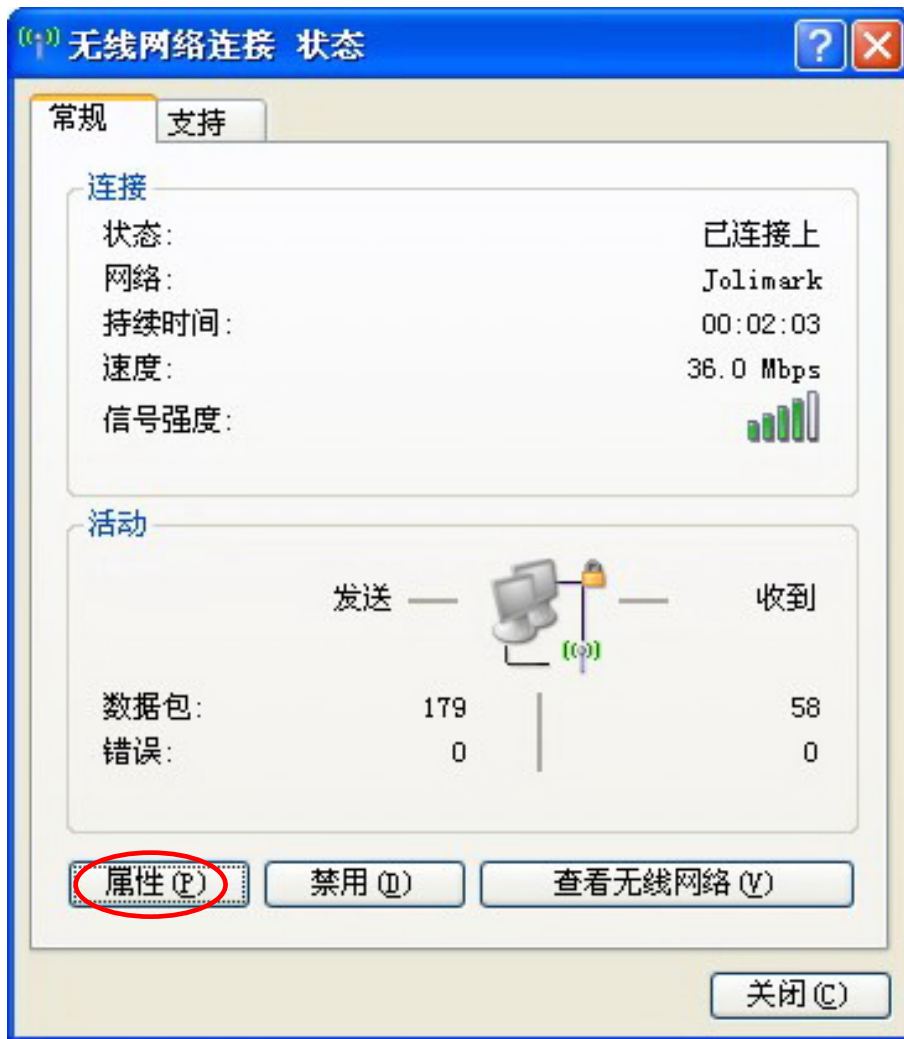 无线网络连接 状态
常规 支持
连接
状态: 已连接上
网络: Jolimark
持续时间: 00:02:03
速度: 36.0 Mbps
信号强度:
活动
发送 收到
数据包: 179 58
错误: 0 0
属性(P) 禁用(D) 查看无线网络(V)
关闭(C)